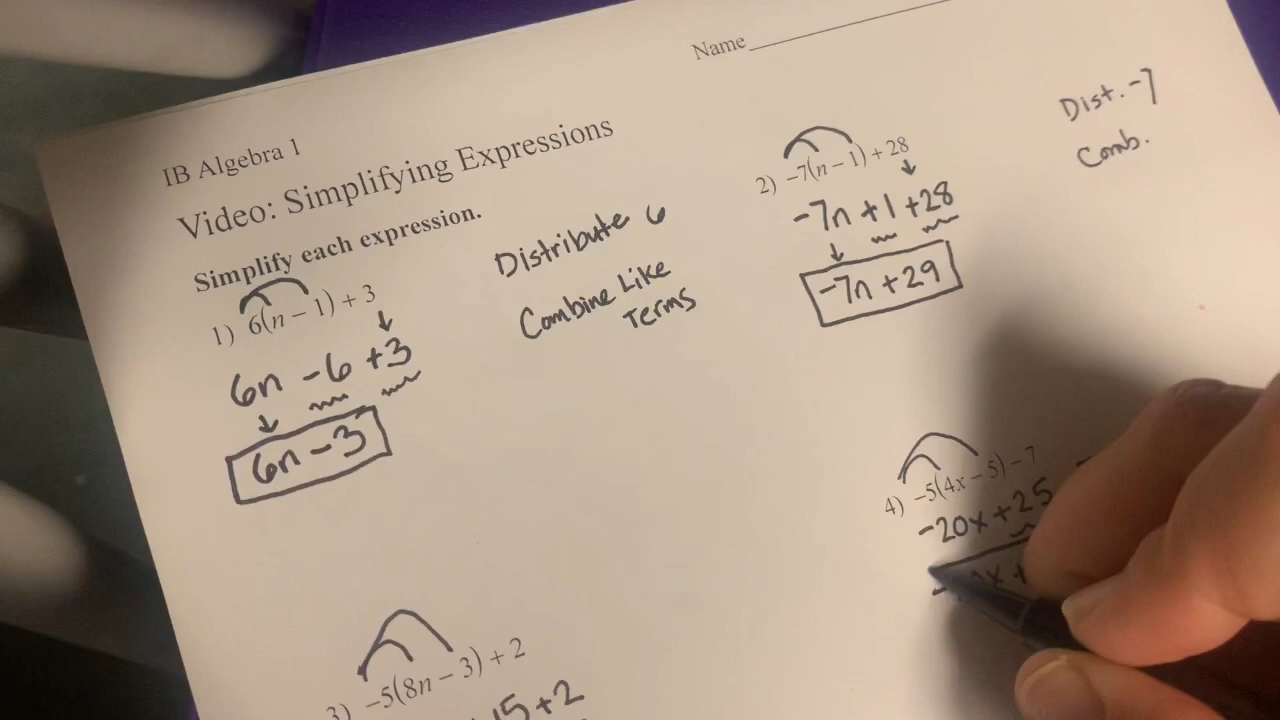 Name
IB Algebra 1
Video: Simplifying Expressions
Simplify each expression.
1) 6(n - 1) + 3
6n - 6 + 3
6n - 3
Distribute 6
Combine Like
Terms
2) -7(n - 1) + 28
-7n + 1 + 28
-7n + 29
Dist. -7
Comb.
3) -5(8n - 3) + 2
15 + 2
4) -5(4x - 5) - 7
-20x + 25